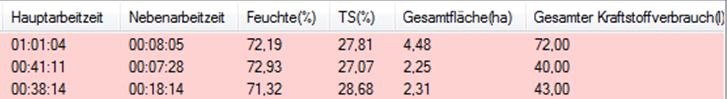 Hauptarbeitzeit Nebenarbeitzeit Feuchte(%) TS(%) Gesamtfläche(ha) Gesamter Kraftstoffverbrauch(l)
01:01:04 00:08:05 72,19 27,81 4,48 72,00
00:41:11 00:07:28 72,93 27,07 2,25 40,00
00:38:14 00:18:14 71,32 28,68 2,31 43,00